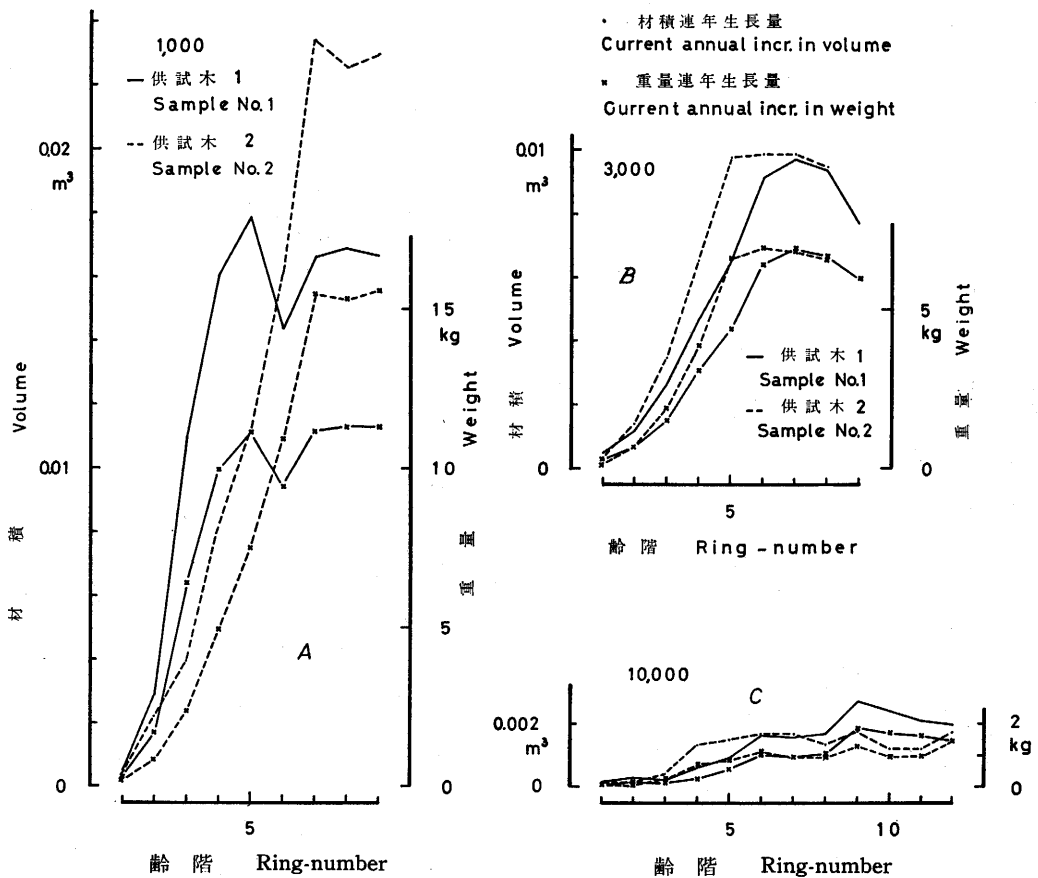 1,000
供試木 1
Sample No.1
供試木 2
Sample No.2
0.02
m³
0.01
0
材積 Volume
15
kg
10
5
0
重量 Weight
A
5
齢階 Ring-number
材積連年生長量
Current annual incr. in volume
重量連年生長量
Gurrent annual incr. in weight
0.01
m³
3,000
0
材積 Volume
B
5
kg
0
重量 Weight
供試木 1
Sample No.1
供試木 2
Sample No.2
5
齢階 Ring-number
10,000
C
0.002
m³
0
2
kg
0
5
10
齢階 Ring-number